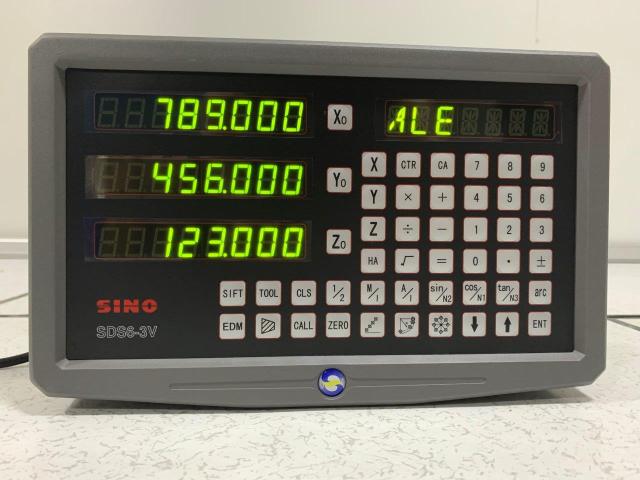 789.000 X0 ALE
456.000 Y0
123.000 Z0
X CTR CA 7 8 9
Y × + 4 5 6
Z ÷ - 1 2 3
HA √ = 0 · ±
SIFT TOOL CLS 1/2 M/I A/I sin/N2 cos/N1 tan/N3 arc
EDM CALL ZERO ENT
SINO
SDS6-3V